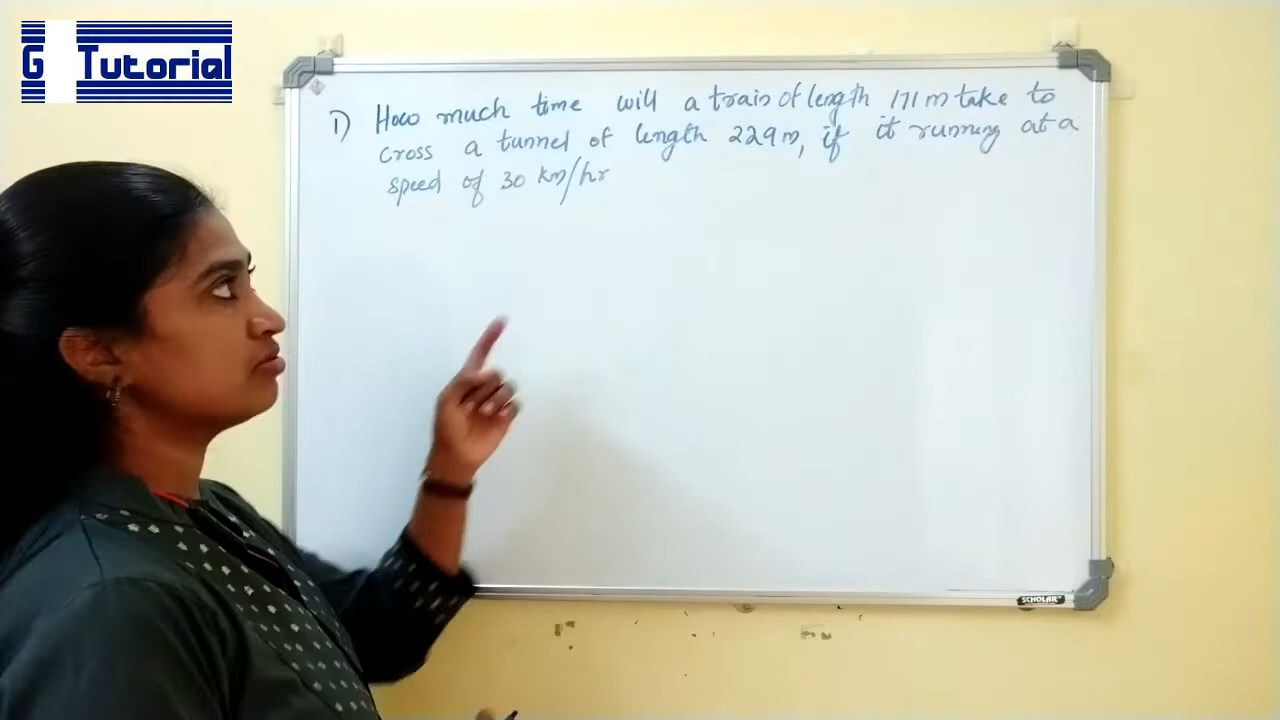 G Tutorial
1) How much time will a train of length 171 m take to
cross a tunnel of length 229 m, if it running at a
speed of 30 km/hr
SCHOLAR